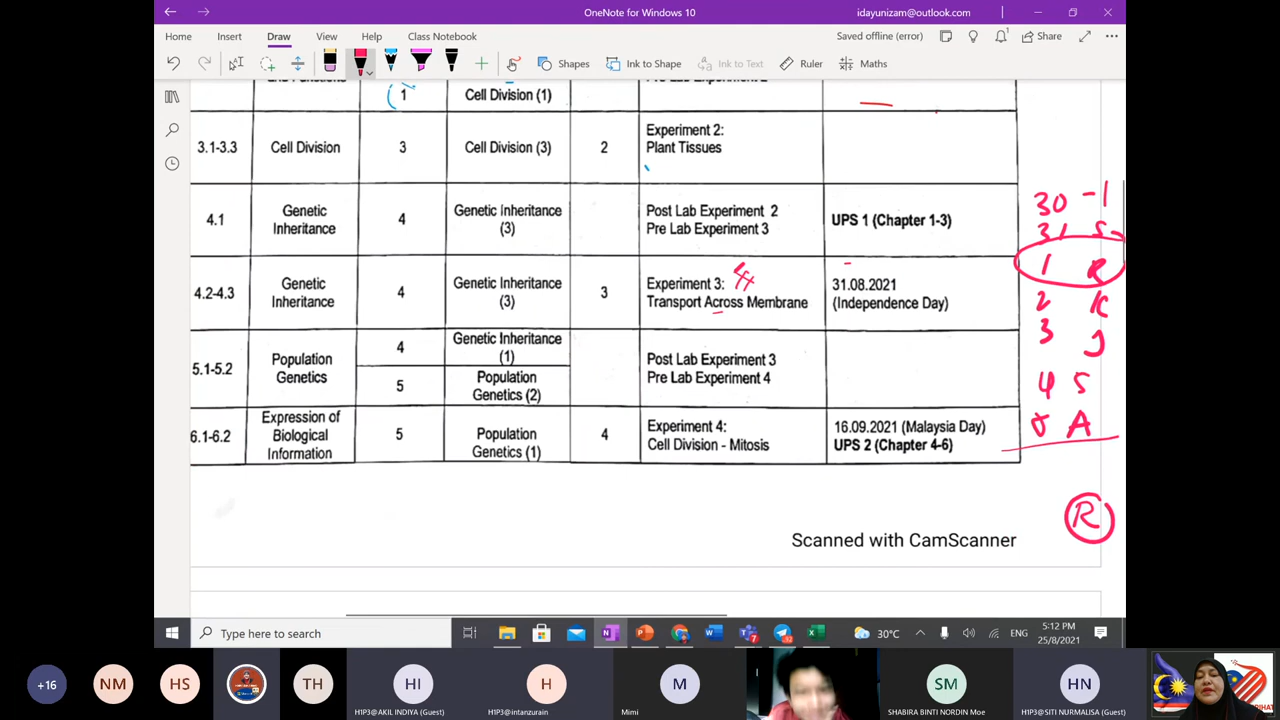 OneNote for Windows 10
idayunizam@outlook.com
Home
Insert
Draw
View
Help
Class Notebook
Saved offline (error)
Share
Shapes
Ink to Shape
Ink to Text
Ruler
Maths
1
Cell Division (1)
3.1-3.3
Cell Division
3
Cell Division (3)
2
Experiment 2:
Plant Tissues
4.1
Genetic
Inheritance
4
Genetic Inheritance
(3)
Post Lab Experiment 2
Pre Lab Experiment 3
UPS 1 (Chapter 1-3)
4.2-4.3
Genetic
Inheritance
4
Genetic Inheritance
(3)
3
Experiment 3:
Transport Across Membrane
31.08.2021
(Independence Day)
5.1-5.2
Population
Genetics
4
Genetic Inheritance
(1)
5
Population
Genetics (2)
Post Lab Experiment 3
Pre Lab Experiment 4
6.1-6.2
Expression of
Biological
Information
5
Population
Genetics (1)
4
Experiment 4:
Cell Division - Mitosis
16.09.2021 (Malaysia Day)
UPS 2 (Chapter 4-6)
30 -1
31 S
1 R
2 K
3 J
4 S
A
R
Scanned with CamScanner
Type here to search
30°C
ENG
5:12 PM
25/8/2021
+16
NM
HS
TH
HI
H1P3@AKIL INDIYA (Guest)
H
H1P3@intanzurain
M
Mimi
SM
SHABIRA BINTI NORDIN Moe
HN
H1P3@SITI NURMALISA (Guest)